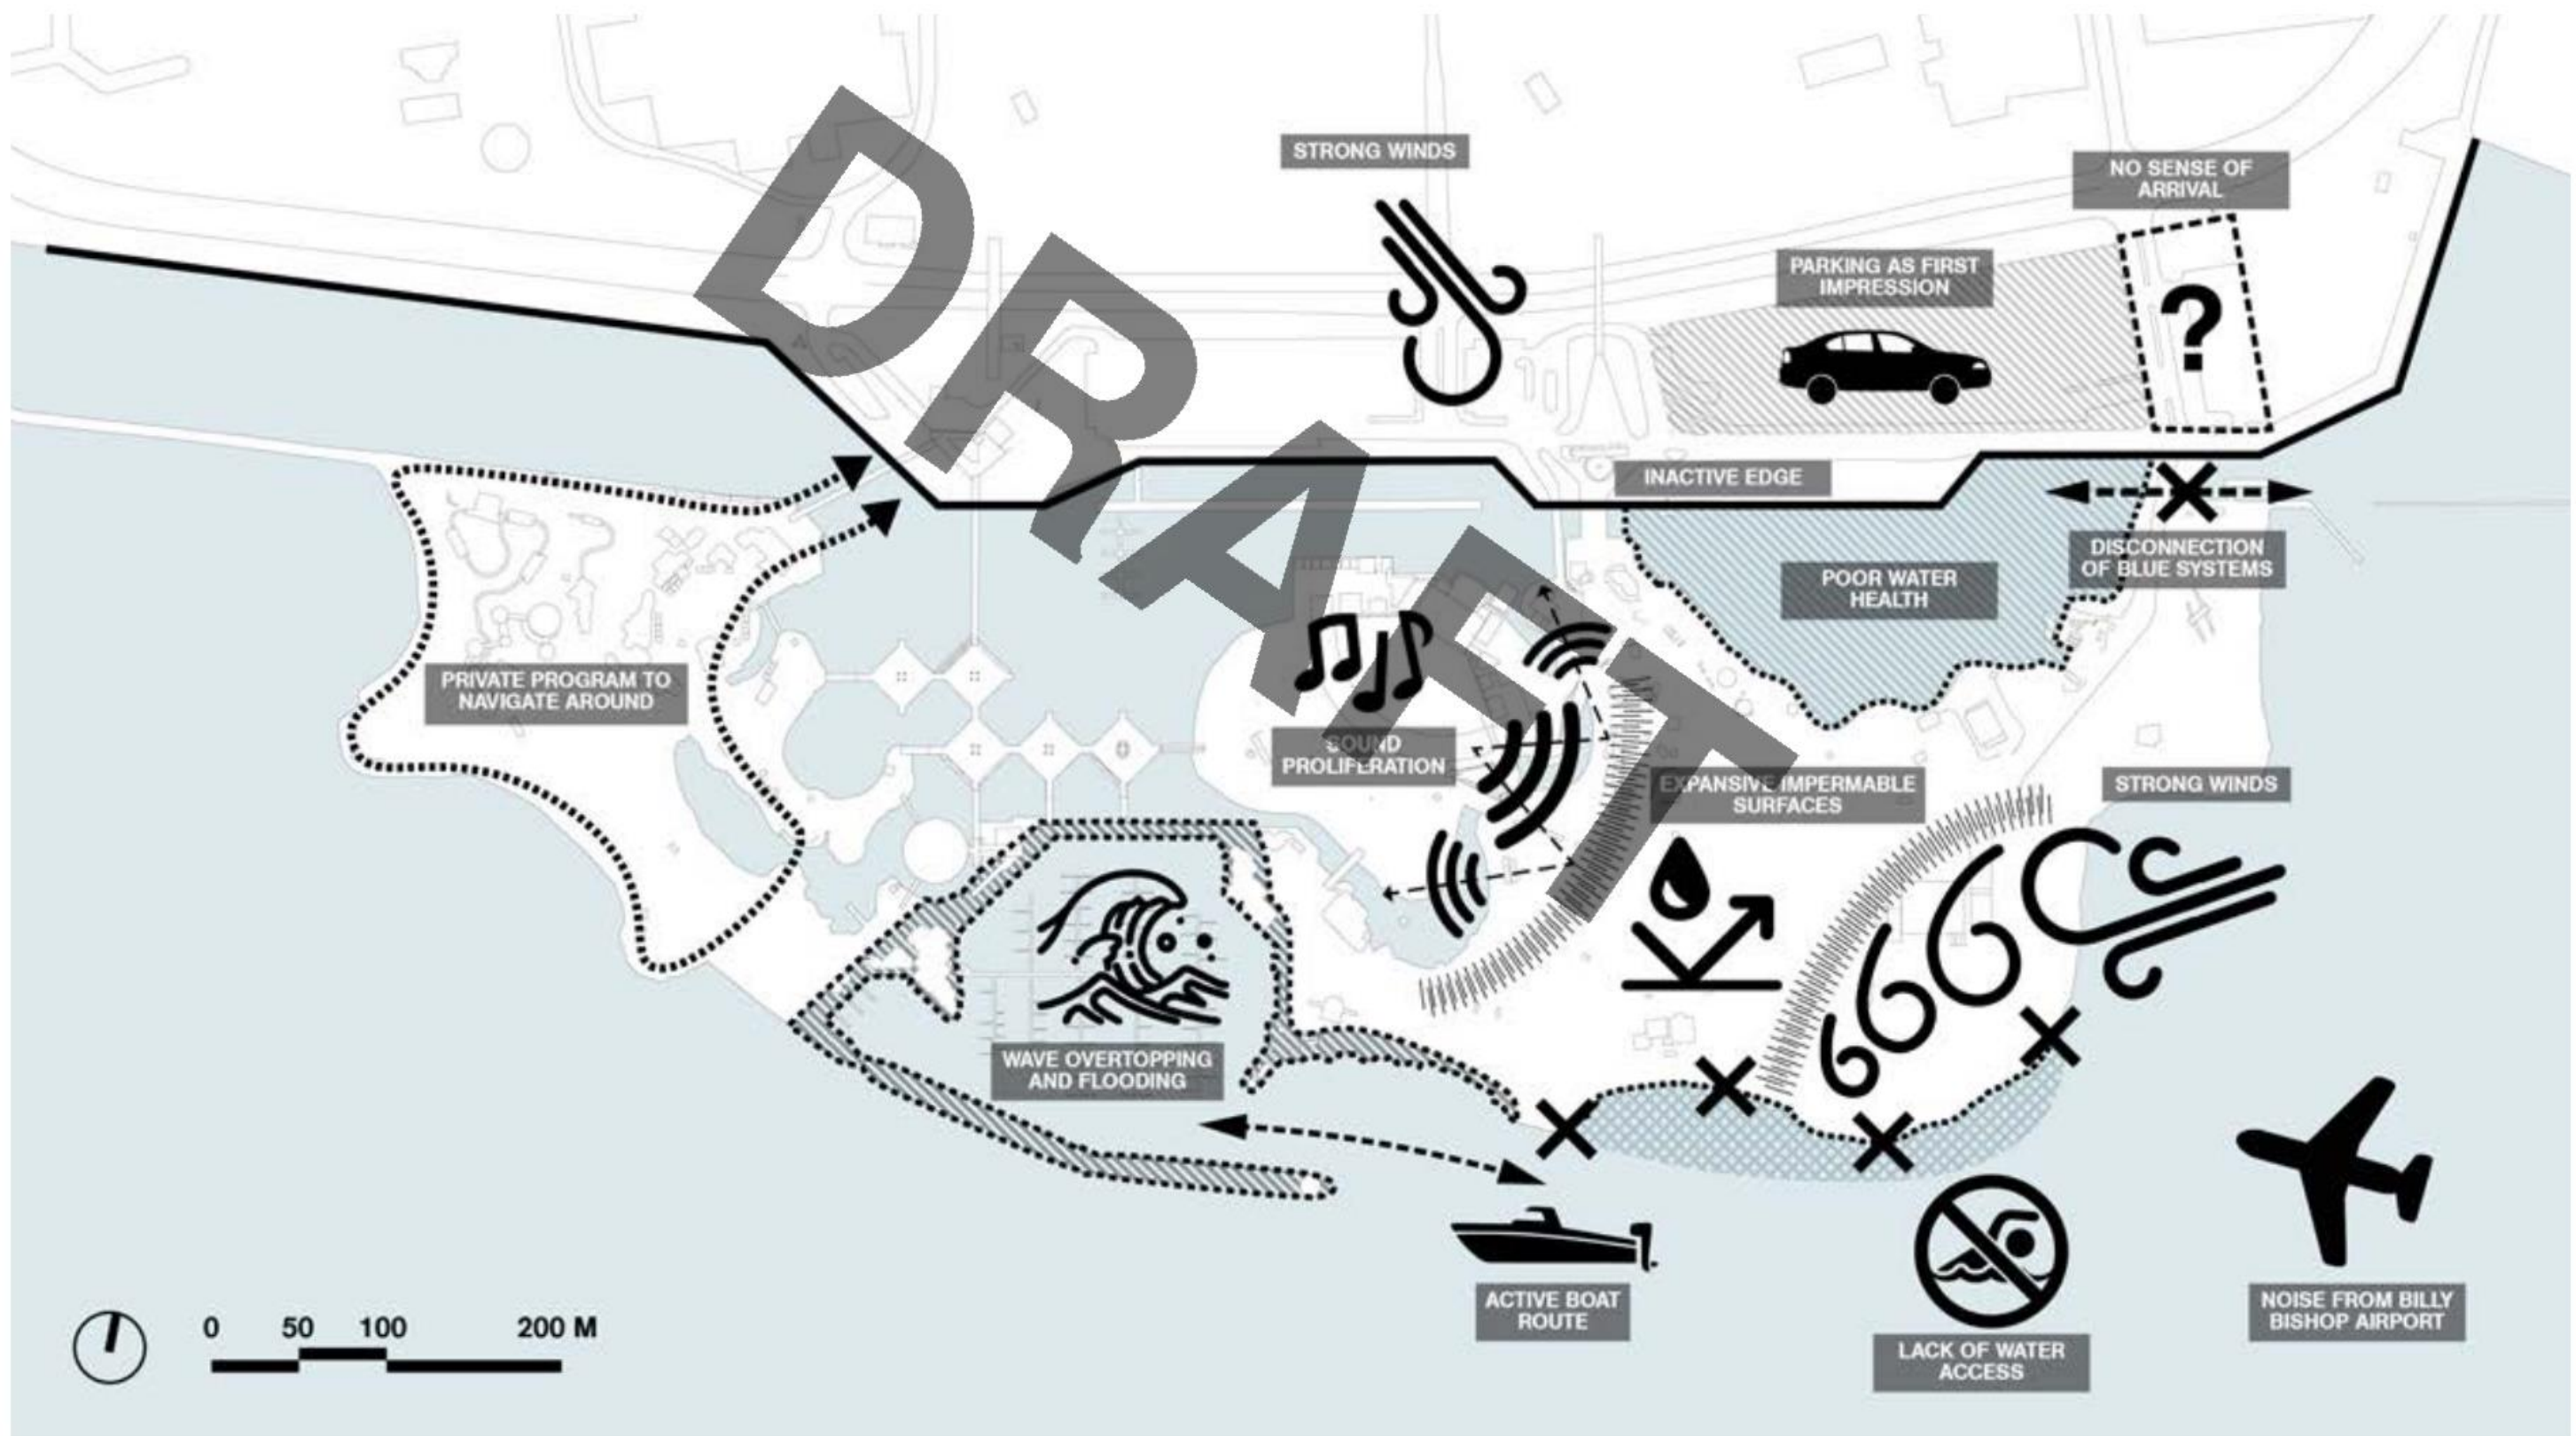 STRONG WINDS
NO SENSE OF
ARRIVAL
PARKING AS FIRST
IMPRESSION
?
INACTIVE EDGE
DISCONNECTION
OF BLUE SYSTEMS
POOR WATER
HEALTH
PRIVATE PROGRAM TO
NAVIGATE AROUND
SOUND
PROLIFERATION
EXPANSIVE IMPERMABLE
SURFACES
STRONG WINDS
WAVE OVERTOPPING
AND FLOODING
ACTIVE BOAT
ROUTE
LACK OF WATER
ACCESS
NOISE FROM BILLY
BISHOP AIRPORT
0 50 100 200 M
DRAFT